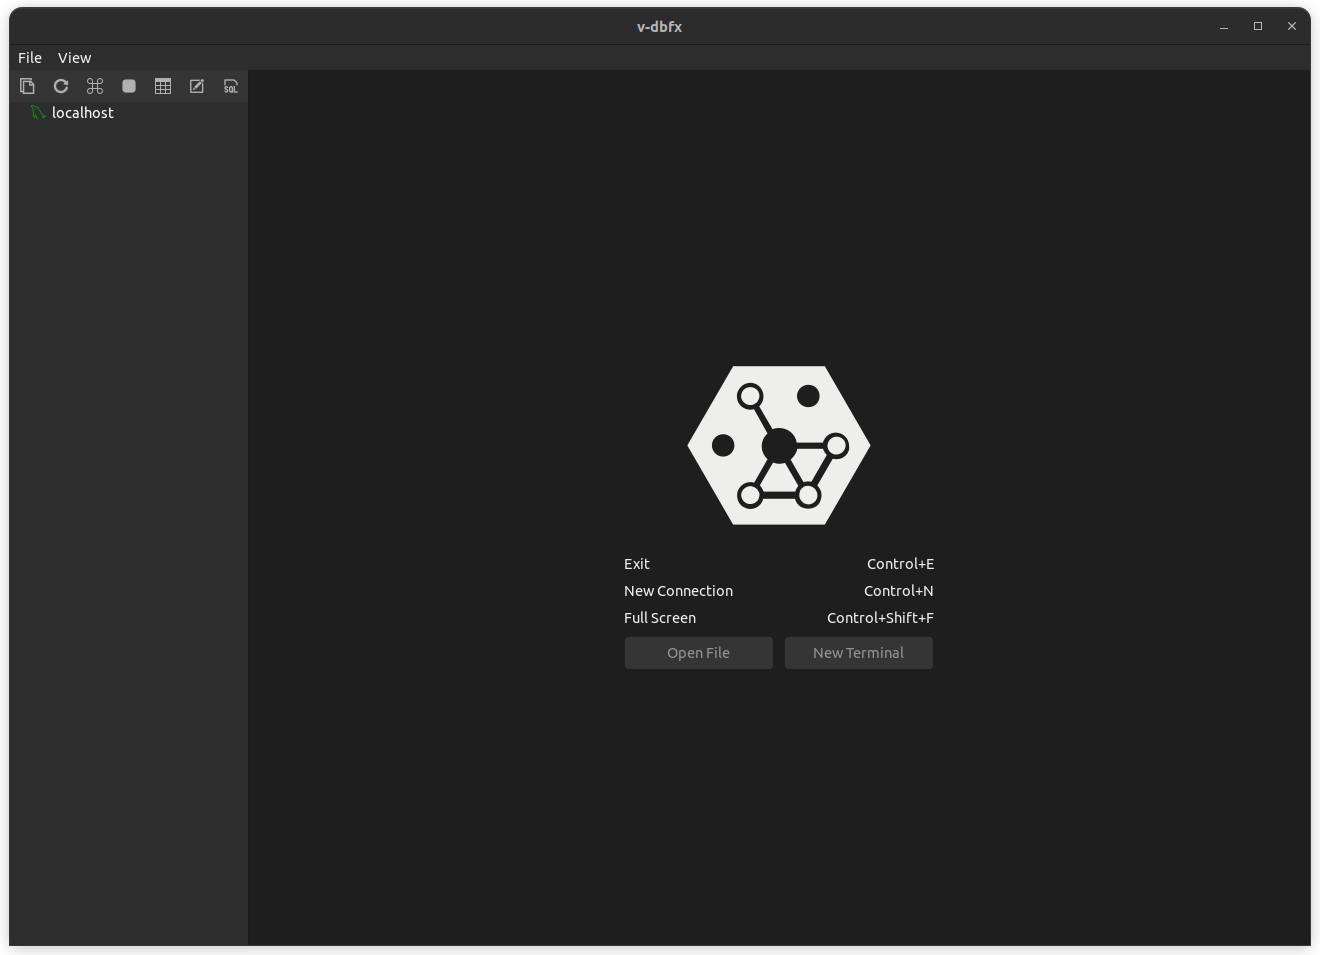 v-dbfx
File View
SQL
localhost
Exit Control+E
New Connection Control+N
Full Screen Control+Shift+F
Open File New Terminal